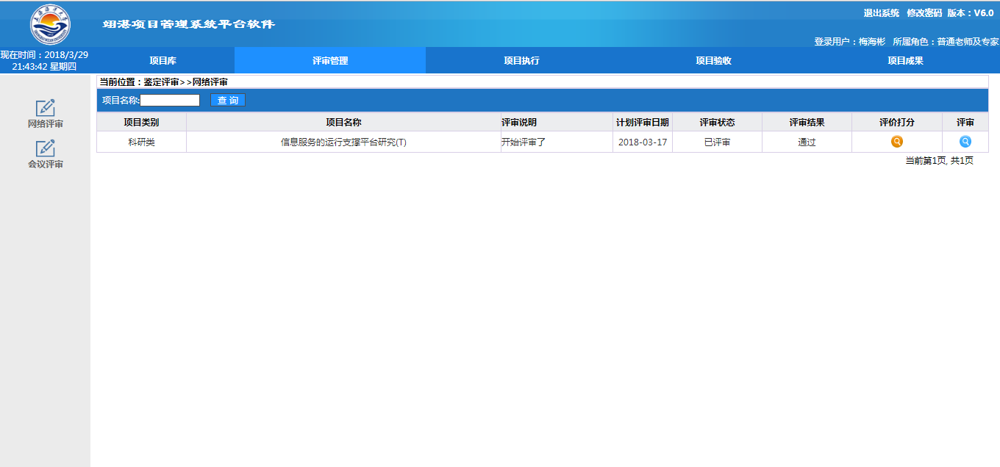 翊港项目管理系统平台软件
退出系统 修改密码 版本：V6.0
登录用户：梅海彬 所属角色：普通老师及专家
现在时间：2018/3/29
21:43:42 星期四
项目库 评审管理 项目执行 项目验收 项目成果
当前位置：鉴定评审>>网络评审
项目名称: 查 询
网络评审
会议评审
项目类别 项目名称 评审说明 计划评审日期 评审状态 评审结果 评价打分 评审
科研类 信息服务的运行支撑平台研究(T) 开始评审了 2018-03-17 已评审 通过
当前第1页, 共1页